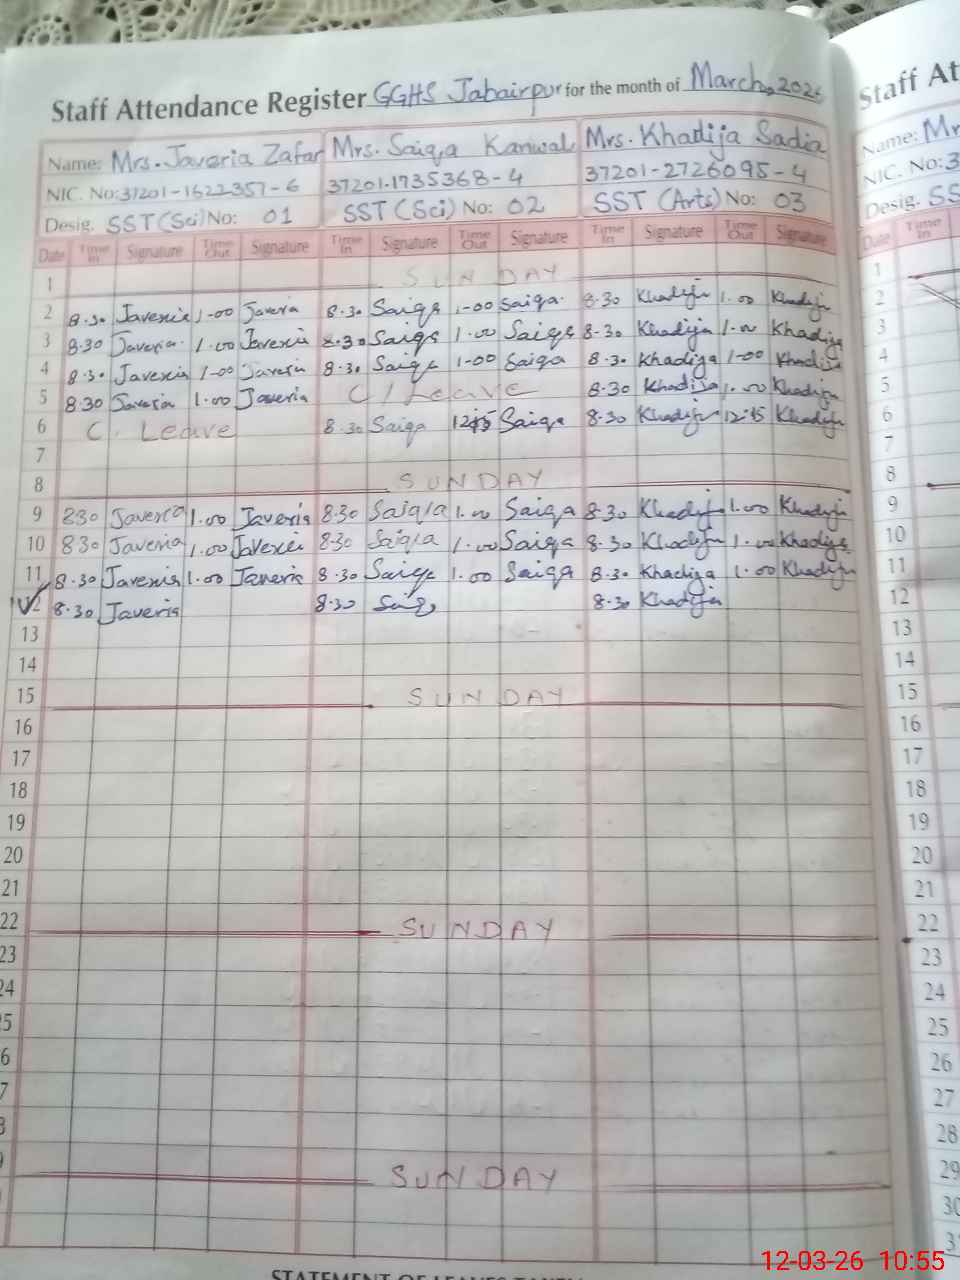 Staff Attendance Register GGHS Jabairpur for the month of March, 2026
Name: Mrs. Javeria Zafar Mrs. Saiqa Kanwal Mrs. Khadija Sadia
NIC. No: 37201-1622357-6 37201-1735368-4 37201-2726095-4
Desig. SST (Sci) No: 01 SST (Sci) No: 02 SST (Arts) No: 03
Date Time In Signature Time Out Signature Time In Signature Time Out Signature Time In Signature Time Out Signature
1 SUNDAY
2 8.30 Javeria 1-00 Javeria 8.30 Saiqa 1-00 Saiqa 8.30 Khadija 1.00 Khadija
3 8.30 Javeria 1.00 Javeria 8.30 Saiqa 1.00 Saiqa 8-30 Khadija 1.00 Khadija
4 8.30 Javeria 1-00 Javeria 8.30 Saiqa 1-00 Saiqa 8.30 Khadija 1-00 Khadija
5 8.30 Javeria 1.00 Javeria C/Leave 8.30 Khadija 1.00 Khadija
6 C. Leave 8.30 Saiqa 12:15 Saiqa 8.30 Khadija 12:15 Khadija
7
8 SUNDAY
9 830 Javeria 1.00 Javeria 8.30 Saiqa 1.00 Saiqa 8.30 Khadija 1.00 Khadija
10 830 Javeria 1.00 Javeria 8.30 Saiqa 1.00 Saiqa 8.30 Khadija 1.00 Khadija
11 8.30 Javeria 1.00 Javeria 8.30 Saiqa 1.00 Saiqa 8.30 Khadija 1.00 Khadija
12 8.30 Javeria 8.30 Saiqa 8.30 Khadija
13
14
15 SUNDAY
16
17
18
19
20
21
22 SUNDAY
23
24
25
26
27
28
29 SUNDAY
STATEMENT OF LEAVES TAKEN
Staff At
Name: Mr
NIC. No: 3
Desig. SS
Date Time In
1
2
3
4
5
6
7
8
9
10
11
12
13
14
15
16
17
18
19
20
21
22
23
24
25
26
27
28
29
30
12-03-26 10:55